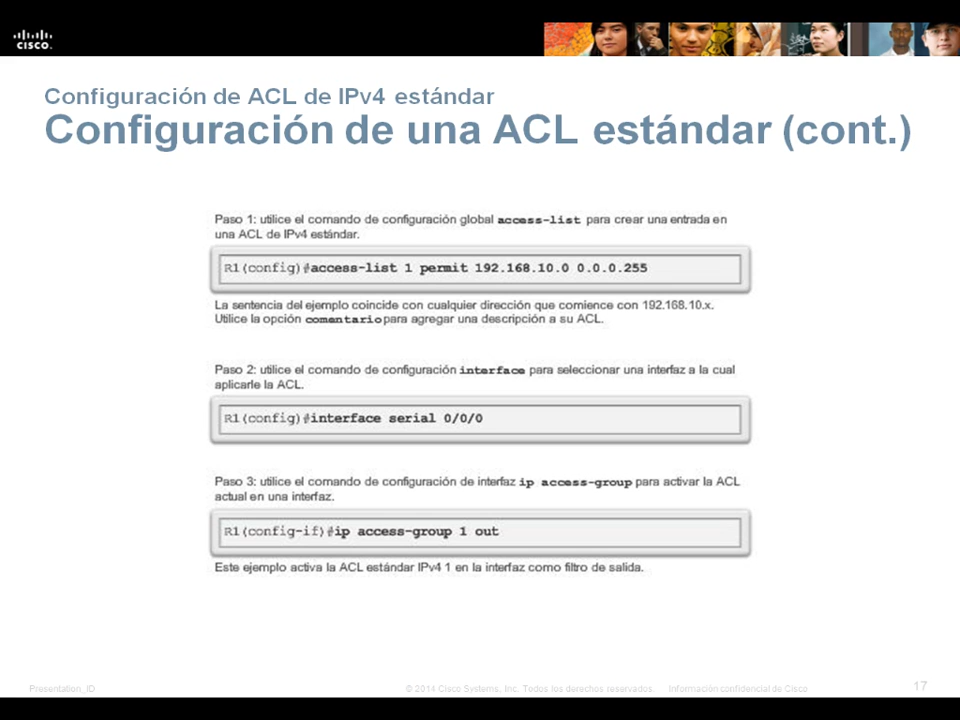 CISCO.
Configuración de ACL de IPv4 estándar
Configuración de una ACL estándar (cont.)
Paso 1: utilice el comando de configuración global access-list para crear una entrada en
una ACL de IPv4 estándar.
R1(config)#access-list 1 permit 192.168.10.0 0.0.0.255
La sentencia del ejemplo coincide con cualquier dirección que comience con 192.168.10.x.
Utilice la opción comentario para agregar una descripción a su ACL.
Paso 2: utilice el comando de configuración interface para seleccionar una interfaz a la cual
aplicarle la ACL.
R1(config)#interface serial 0/0/0
Paso 3: utilice el comando de configuración de interfaz ip access-group para activar la ACL
actual en una interfaz.
R1(config-if)#ip access-group 1 out
Este ejemplo activa la ACL estándar IPv4 1 en la interfaz como filtro de salida.
Presentation_ID © 2014 Cisco Systems, Inc. Todos los derechos reservados. Información confidencial de Cisco 17